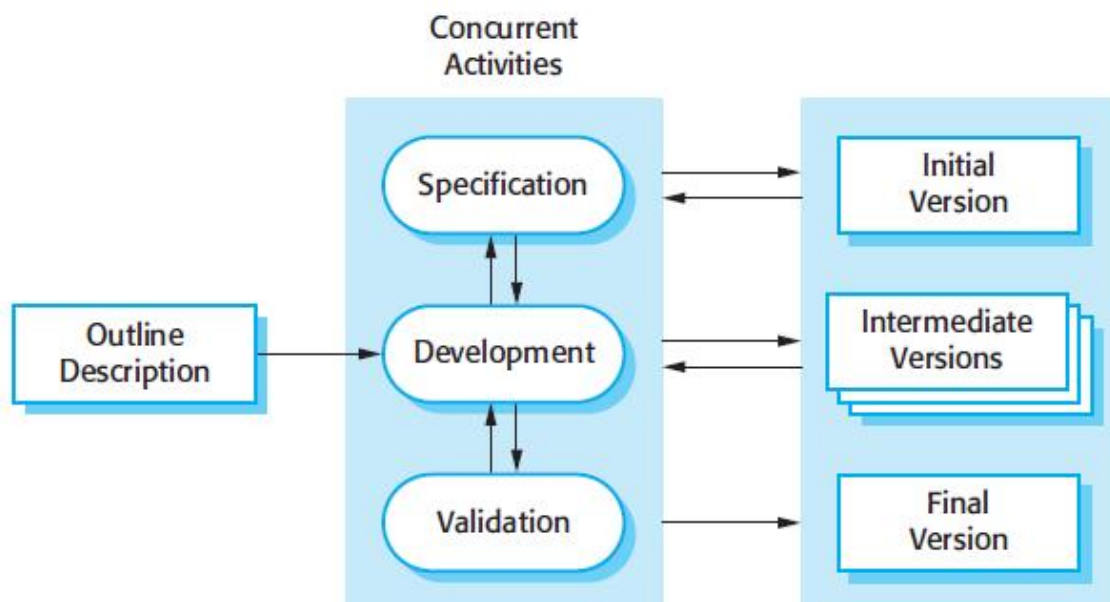 Concurrent
Activities
Specification
Initial
Version
Outline
Description
Development
Intermediate
Versions
Validation
Final
Version